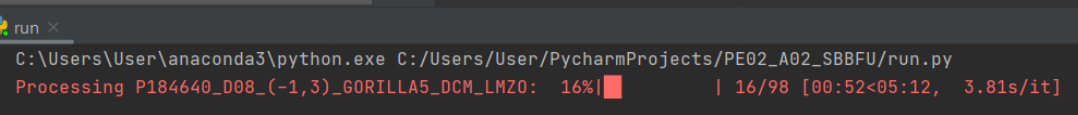 run
C:\Users\User\anaconda3\python.exe C:/Users/User/PycharmProjects/PE02_A02_SBBFU/run.py
Processing P184640_D08_(-1,3)_GORILLA5_DCM_LMZO:  16%|█▋        | 16/98 [00:52<05:12,  3.81s/it]